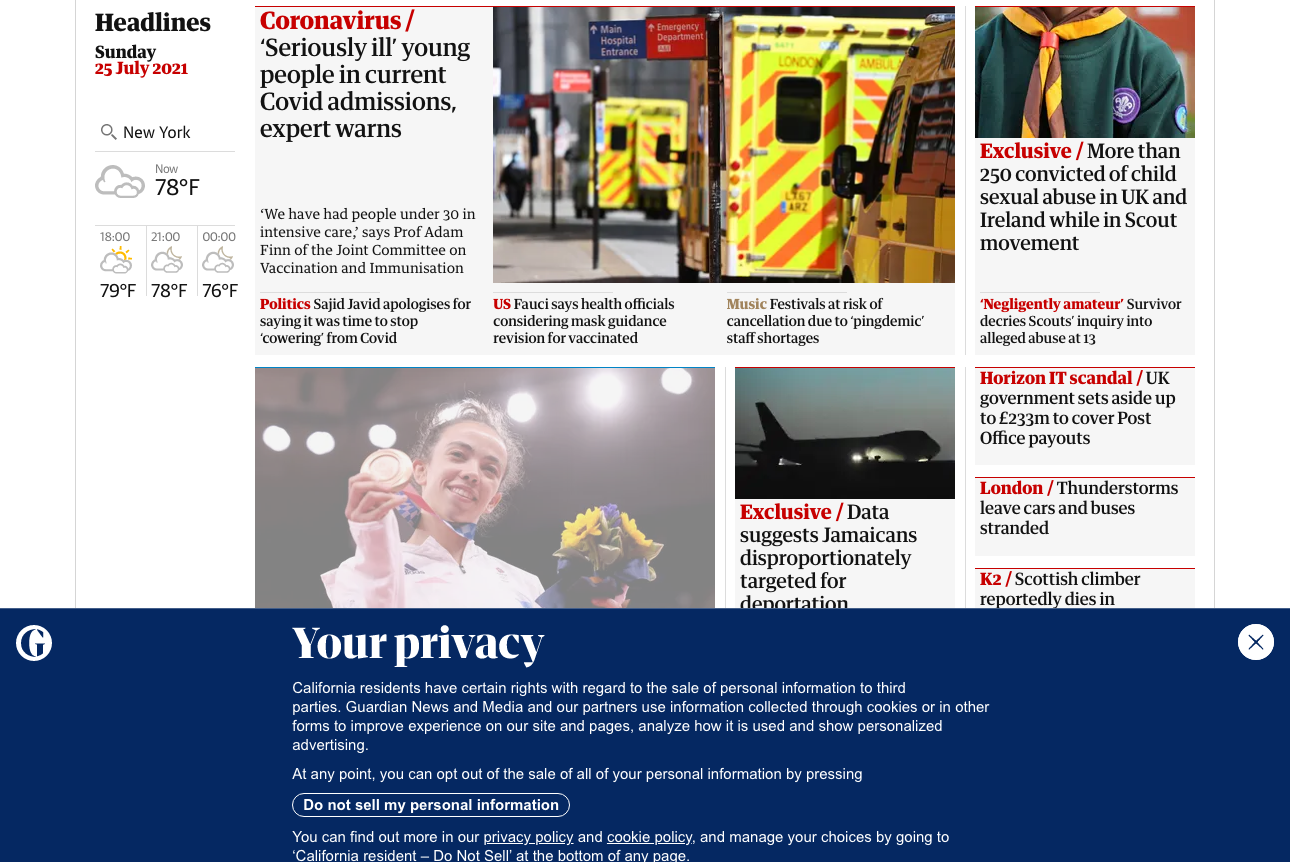 Headlines
Sunday
25 July 2021
New York
Now
78°F
18:00
21:00
00:00
79°F
78°F
76°F
Coronavirus /
‘Seriously ill’ young
people in current
Covid admissions,
expert warns
‘We have had people under 30 in
intensive care,’ says Prof Adam
Finn of the Joint Committee on
Vaccination and Immunisation
Main
Hospital
Entrance
Emergency
Department
A&E
LONDON
AMBUL
LX67
ARZ
Politics Sajid Javid apologises for
saying it was time to stop
‘cowering’ from Covid
US Fauci says health officials
considering mask guidance
revision for vaccinated
Music Festivals at risk of
cancellation due to ‘pingdemic’
staff shortages
Exclusive / More than
250 convicted of child
sexual abuse in UK and
Ireland while in Scout
movement
‘Negligently amateur’ Survivor
decries Scouts’ inquiry into
alleged abuse at 13
Exclusive / Data
suggests Jamaicans
disproportionately
targeted for
deportation
Horizon IT scandal / UK
government sets aside up
to £233m to cover Post
Office payouts
London / Thunderstorms
leave cars and buses
stranded
K2 / Scottish climber
reportedly dies in
G
Your privacy
California residents have certain rights with regard to the sale of personal information to third
parties. Guardian News and Media and our partners use information collected through cookies or in other
forms to improve experience on our site and pages, analyze how it is used and show personalized
advertising.
At any point, you can opt out of the sale of all of your personal information by pressing
Do not sell my personal information
You can find out more in our privacy policy and cookie policy, and manage your choices by going to
‘California resident – Do Not Sell’ at the bottom of any page.